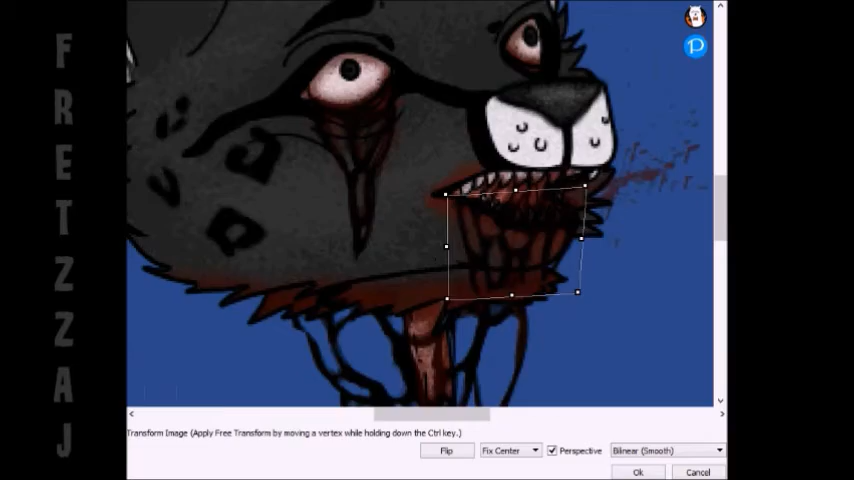 F
R
E
T
Z
Z
A
J
P
Transform Image (Apply Free Transform by moving a vertex while holding down the Ctrl key.)
Flip Fix Center Perspective Bilinear (Smooth)
Ok Cancel